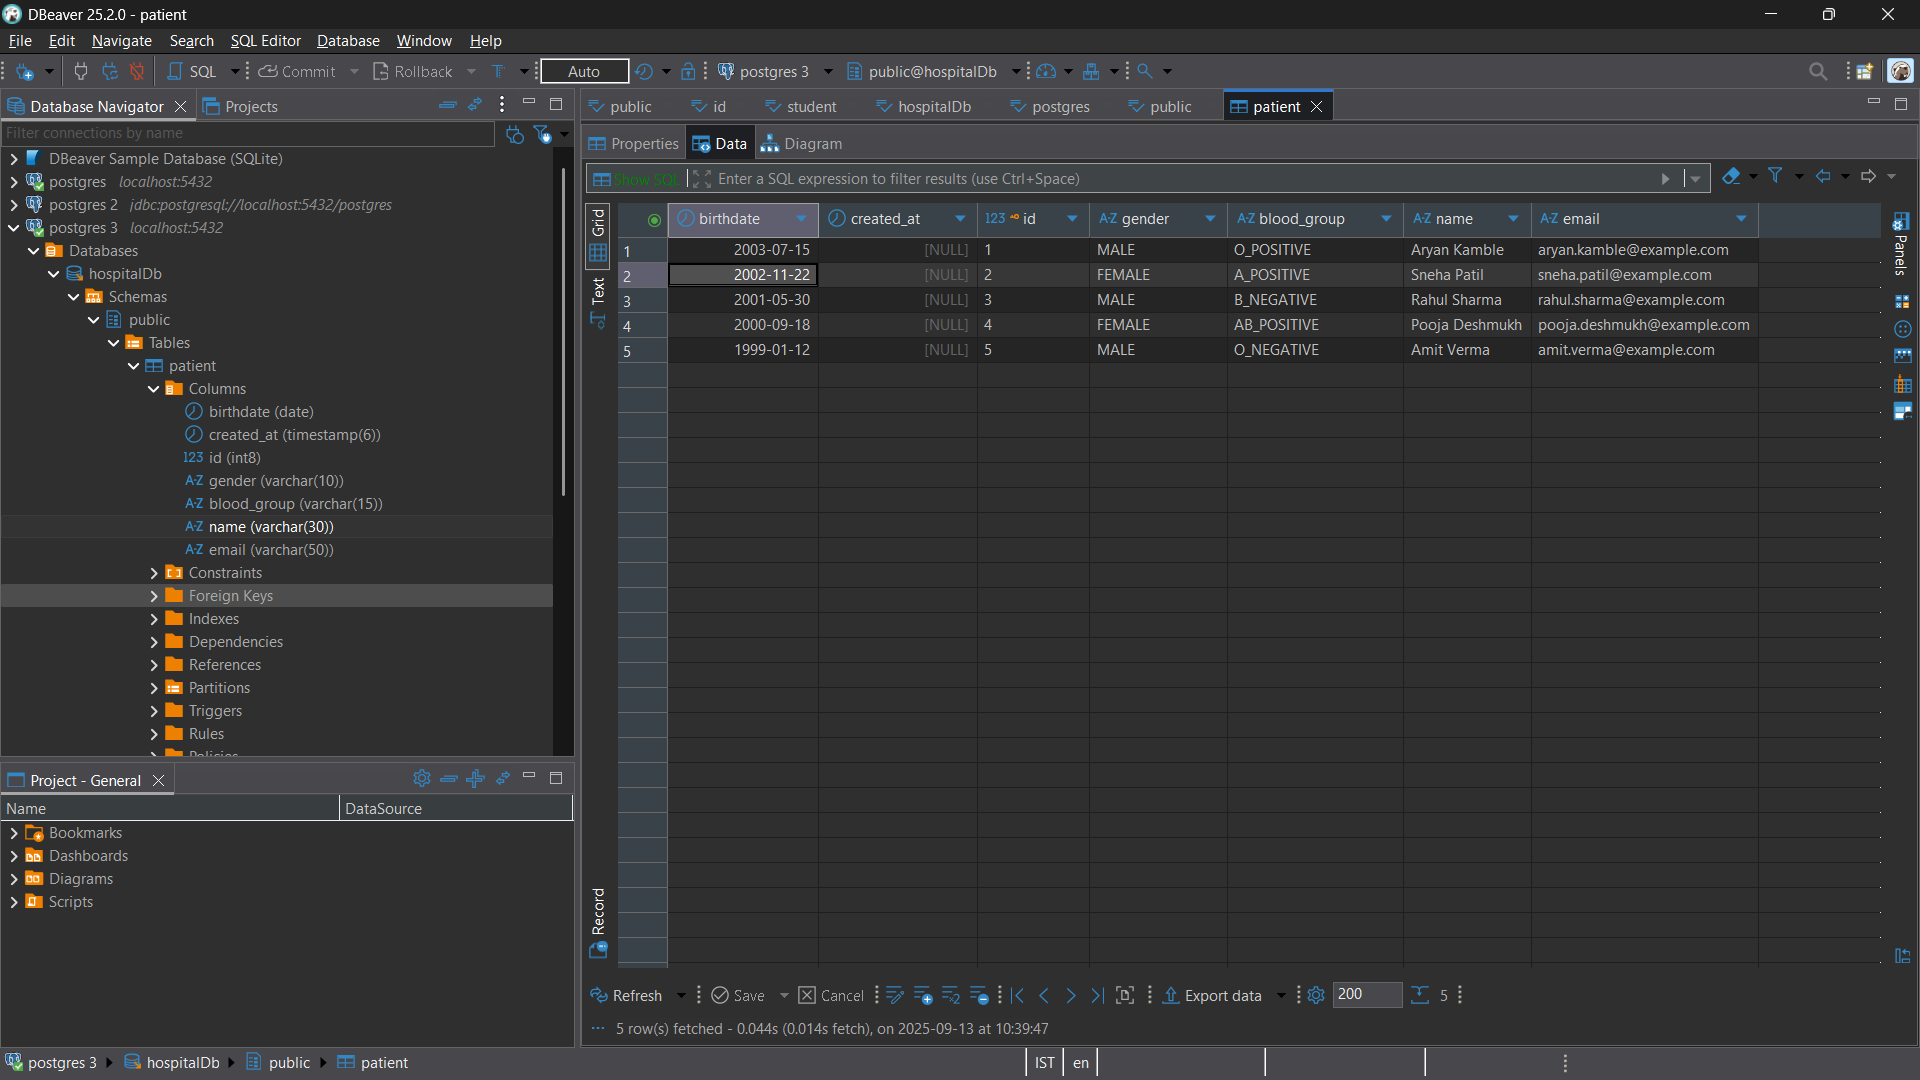 DBeaver 25.2.0 - patient
File Edit Navigate Search SQL Editor Database Window Help
SQL Commit Rollback T Auto postgres 3 public@hospitalDb
Database Navigator Projects
Filter connections by name
DBeaver Sample Database (SQLite)
postgres localhost:5432
postgres 2 jdbc:postgresql://localhost:5432/postgres
postgres 3 localhost:5432
Databases
hospitalDb
Schemas
public
Tables
patient
Columns
birthdate (date)
created_at (timestamp(6))
123 id (int8)
A-Z gender (varchar(10))
A-Z blood_group (varchar(15))
A-Z name (varchar(30))
A-Z email (varchar(50))
Constraints
Foreign Keys
Indexes
Dependencies
References
Partitions
Triggers
Rules
Policies
Project - General
Name DataSource
Bookmarks
Dashboards
Diagrams
Scripts
public id student hospitalDb postgres public patient
Properties Data Diagram
Show SQL Enter a SQL expression to filter results (use Ctrl+Space)
Grid
Text
Record
Panels
birthdate created_at 123 id A-Z gender A-Z blood_group A-Z name A-Z email
1 2003-07-15 [NULL] 1 MALE O_POSITIVE Aryan Kamble aryan.kamble@example.com
2 2002-11-22 [NULL] 2 FEMALE A_POSITIVE Sneha Patil sneha.patil@example.com
3 2001-05-30 [NULL] 3 MALE B_NEGATIVE Rahul Sharma rahul.sharma@example.com
4 2000-09-18 [NULL] 4 FEMALE AB_POSITIVE Pooja Deshmukh pooja.deshmukh@example.com
5 1999-01-12 [NULL] 5 MALE O_NEGATIVE Amit Verma amit.verma@example.com
Refresh Save Cancel Export data 200 5
5 row(s) fetched - 0.044s (0.014s fetch), on 2025-09-13 at 10:39:47
postgres 3 hospitalDb public patient
IST en